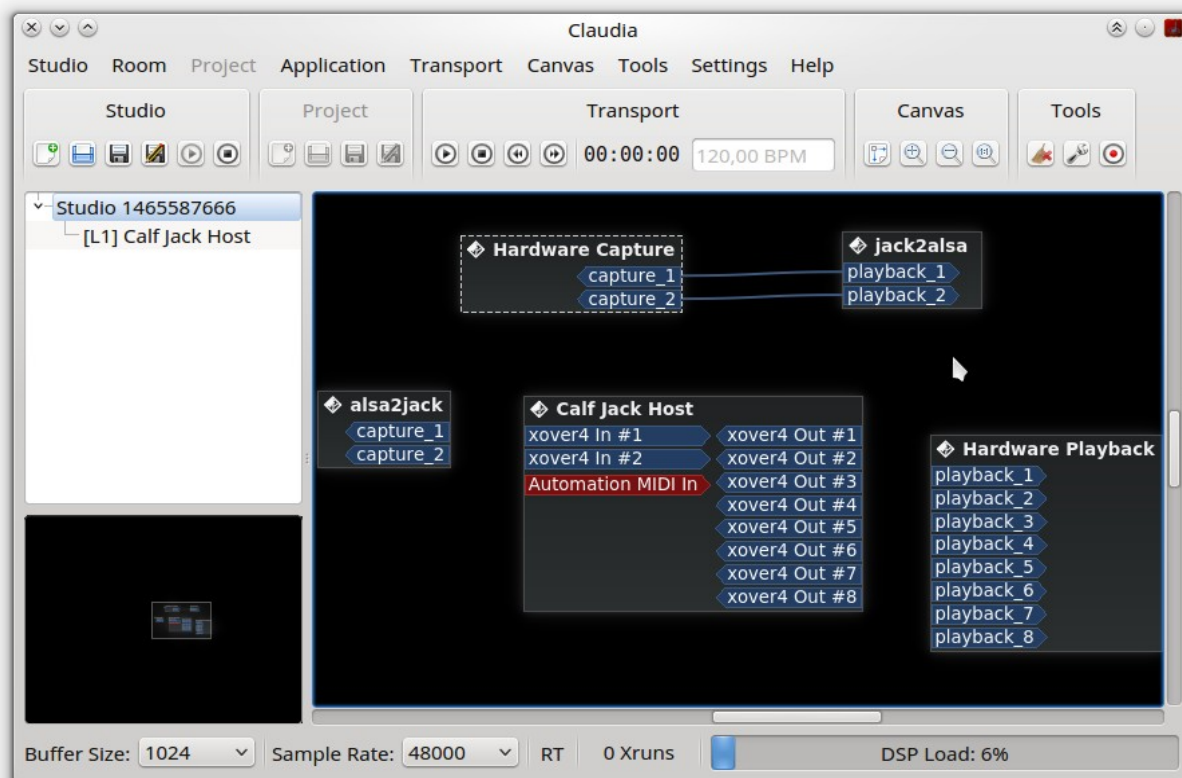 Claudia
Studio Room Project Application Transport Canvas Tools Settings Help
Studio Project Transport Canvas Tools
00:00:00 120,00 BPM
Studio 1465587666
[L1] Calf Jack Host
Hardware Capture
capture_1
capture_2
jack2alsa
playback_1
playback_2
alsa2jack
capture_1
capture_2
Calf Jack Host
xover4 In #1 xover4 Out #1
xover4 In #2 xover4 Out #2
Automation MIDI In xover4 Out #3
xover4 Out #4
xover4 Out #5
xover4 Out #6
xover4 Out #7
xover4 Out #8
Hardware Playback
playback_1
playback_2
playback_3
playback_4
playback_5
playback_6
playback_7
playback_8
Buffer Size: 1024 Sample Rate: 48000 RT 0 Xruns DSP Load: 6%